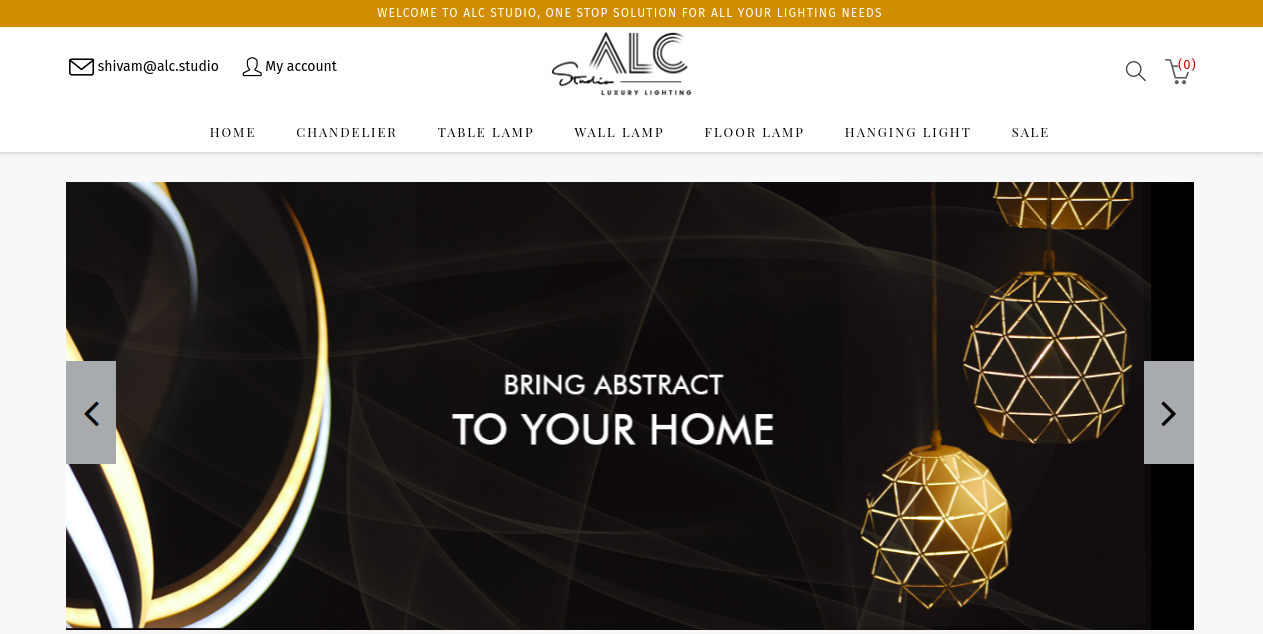 WELCOME TO ALC STUDIO, ONE STOP SOLUTION FOR ALL YOUR LIGHTING NEEDS
shivam@alc.studio
My account
ALC
Studio
LUXURY LIGHTING
(0)
HOME CHANDELIER TABLE LAMP WALL LAMP FLOOR LAMP HANGING LIGHT SALE
BRING ABSTRACT
TO YOUR HOME